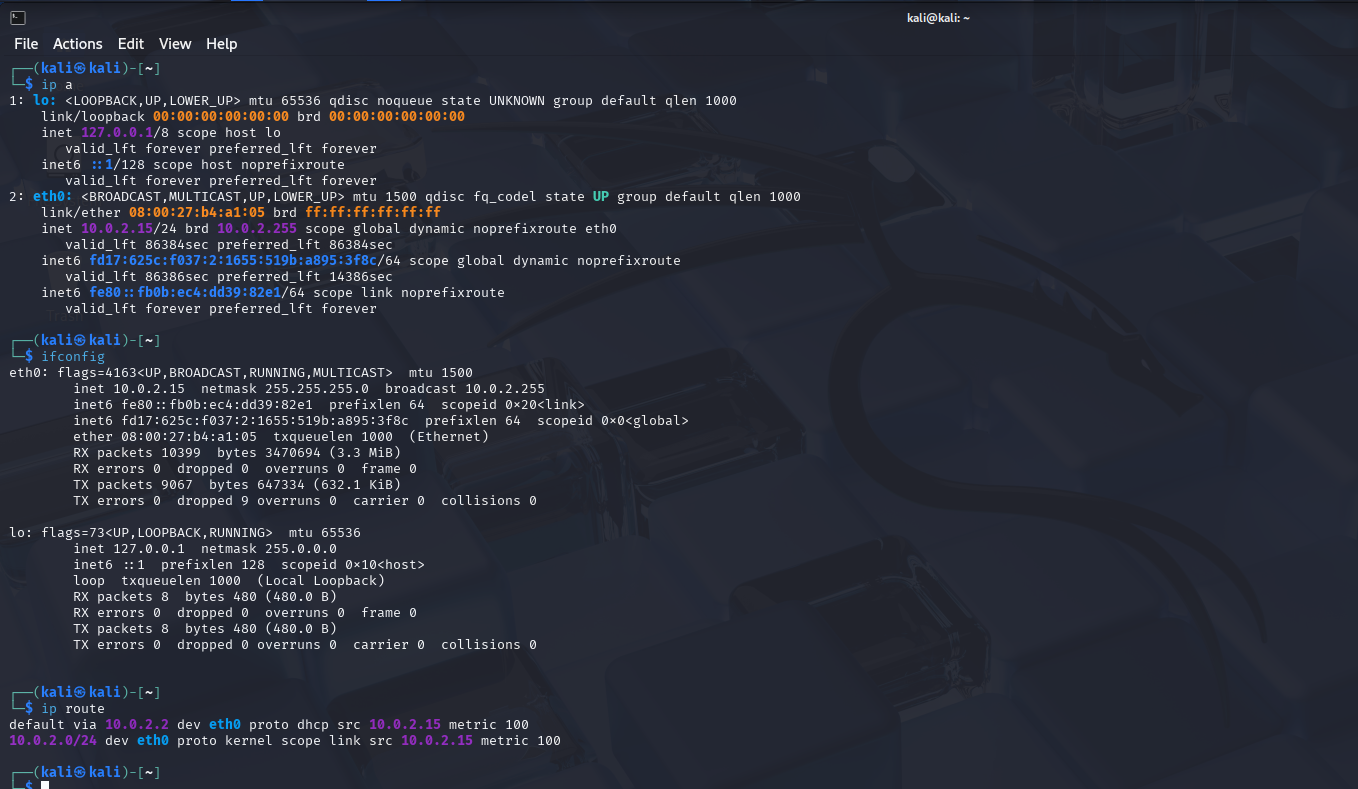 kali@kali: ~
File Actions Edit View Help
┌──(kali㉿kali)-[~]
└─$ ip a
1: lo: <LOOPBACK,UP,LOWER_UP> mtu 65536 qdisc noqueue state UNKNOWN group default qlen 1000
    link/loopback 00:00:00:00:00:00 brd 00:00:00:00:00:00
    inet 127.0.0.1/8 scope host lo
       valid_lft forever preferred_lft forever
    inet6 ::1/128 scope host noprefixroute
       valid_lft forever preferred_lft forever
2: eth0: <BROADCAST,MULTICAST,UP,LOWER_UP> mtu 1500 qdisc fq_codel state UP group default qlen 1000
    link/ether 08:00:27:b4:a1:05 brd ff:ff:ff:ff:ff:ff
    inet 10.0.2.15/24 brd 10.0.2.255 scope global dynamic noprefixroute eth0
       valid_lft 86384sec preferred_lft 86384sec
    inet6 fd17:625c:f037:2:1655:519b:a895:3f8c/64 scope global dynamic noprefixroute
       valid_lft 86386sec preferred_lft 14386sec
    inet6 fe80::fb0b:ec4:dd39:82e1/64 scope link noprefixroute
       valid_lft forever preferred_lft forever
┌──(kali㉿kali)-[~]
└─$ ifconfig
eth0: flags=4163<UP,BROADCAST,RUNNING,MULTICAST>  mtu 1500
        inet 10.0.2.15  netmask 255.255.255.0  broadcast 10.0.2.255
        inet6 fe80::fb0b:ec4:dd39:82e1  prefixlen 64  scopeid 0x20<link>
        inet6 fd17:625c:f037:2:1655:519b:a895:3f8c  prefixlen 64  scopeid 0x0<global>
        ether 08:00:27:b4:a1:05  txqueuelen 1000  (Ethernet)
        RX packets 10399  bytes 3470694 (3.3 MiB)
        RX errors 0  dropped 0  overruns 0  frame 0
        TX packets 9067  bytes 647334 (632.1 KiB)
        TX errors 0  dropped 9 overruns 0  carrier 0  collisions 0
lo: flags=73<UP,LOOPBACK,RUNNING>  mtu 65536
        inet 127.0.0.1  netmask 255.0.0.0
        inet6 ::1  prefixlen 128  scopeid 0x10<host>
        loop  txqueuelen 1000  (Local Loopback)
        RX packets 8  bytes 480 (480.0 B)
        RX errors 0  dropped 0  overruns 0  frame 0
        TX packets 8  bytes 480 (480.0 B)
        TX errors 0  dropped 0 overruns 0  carrier 0  collisions 0
┌──(kali㉿kali)-[~]
└─$ ip route
default via 10.0.2.2 dev eth0 proto dhcp src 10.0.2.15 metric 100
10.0.2.0/24 dev eth0 proto kernel scope link src 10.0.2.15 metric 100
┌──(kali㉿kali)-[~]
└─$